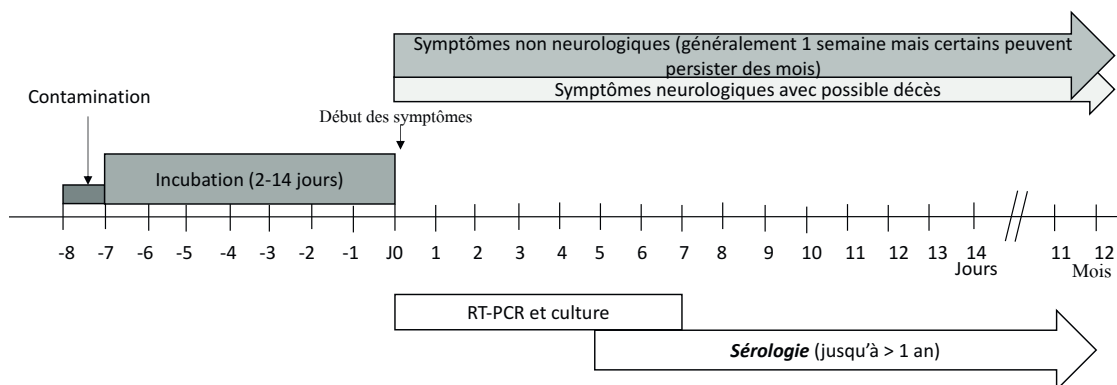 Symptômes non neurologiques (généralement 1 semaine mais certains peuvent
persister des mois)
Symptômes neurologiques avec possible décès
Contamination
Début des symptômes
Incubation (2-14 jours)
-8 -7 -6 -5 -4 -3 -2 -1 J0 1 2 3 4 5 6 7 8 9 10 11 12 13 14 11 12
Jours Mois
RT-PCR et culture
Sérologie (jusqu'à > 1 an)